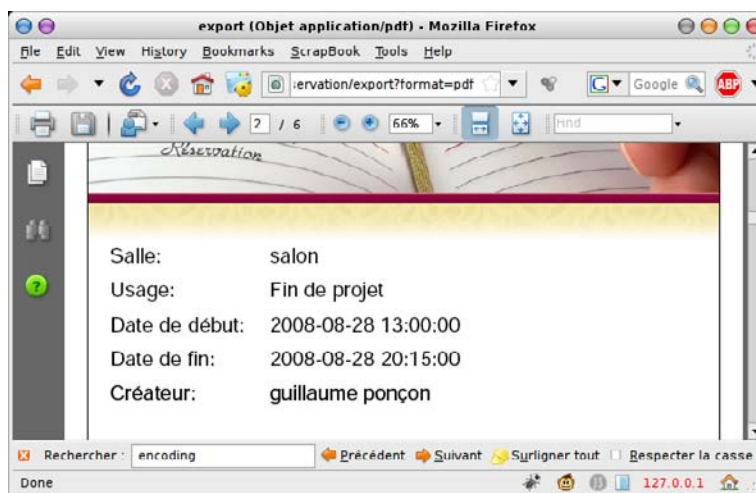 export (Objet application/pdf) - Mozilla Firefox
File Edit View History Bookmarks ScrapBook Tools Help
ervation/export?format=pdf Google ABP
2 / 6 66% Find
Réservation
Salle: salon
Usage: Fin de projet
Date de début: 2008-08-28 13:00:00
Date de fin: 2008-08-28 20:15:00
Créateur: guillaume ponçon
Rechercher : encoding Précédent Suivant Surligner tout Respecter la casse
Done 127.0.0.1